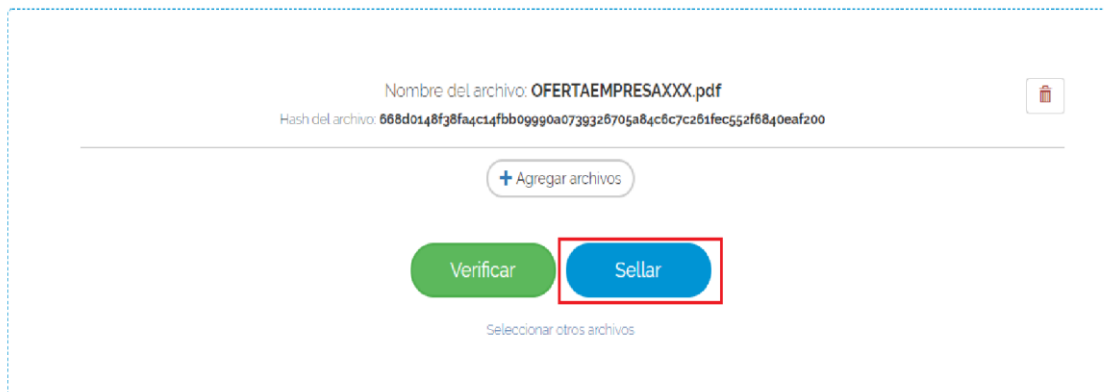 Nombre del archivo: OFERTAEMPRESAXXX.pdf
Hash del archivo: 668d0148f38fa4c14fbb09990a0739326705a84c6c7c261fec552f6840eaf200
+ Agregar archivos
Verificar
Sellar
Seleccionar otros archivos